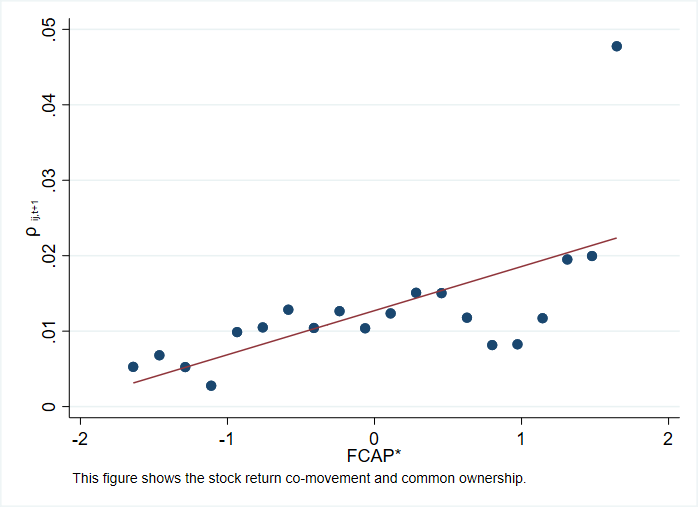 .05
.04
.03
.02
.01
0
ρ ij,t+1
-2 -1 0 1 2
FCAP*
This figure shows the stock return co-movement and common ownership.